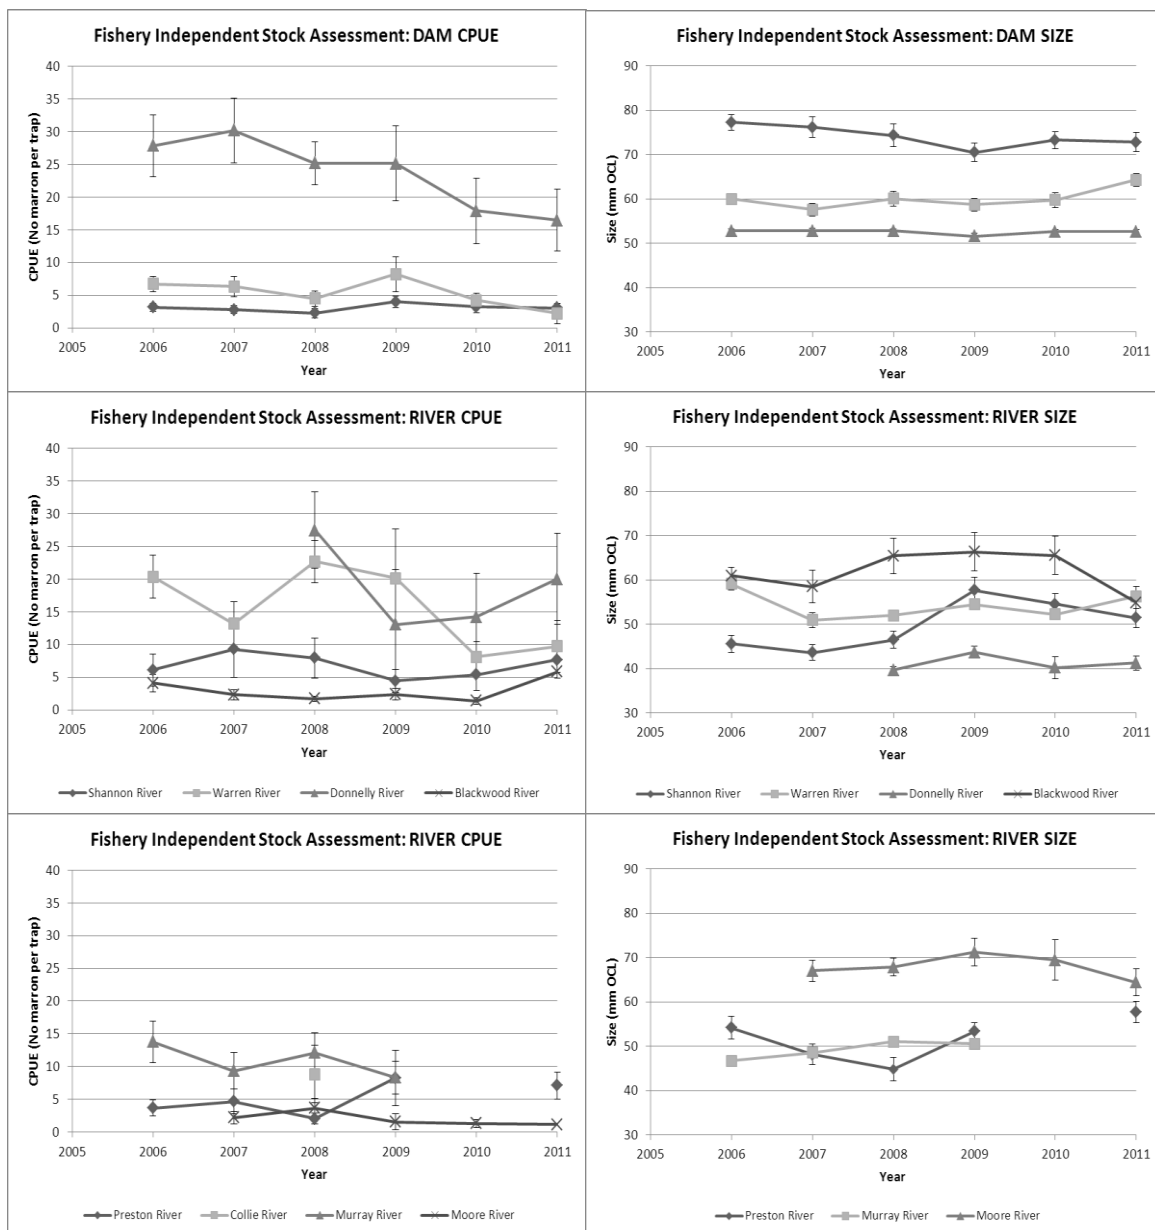 Fishery Independent Stock Assessment: DAM CPUE
CPUE (No marron per trap)
40
35
30
25
20
15
10
5
0
2005 2006 2007 2008 2009 2010 2011
Year
Fishery Independent Stock Assessment: DAM SIZE
Size (mm OCL)
90
80
70
60
50
40
30
2005 2006 2007 2008 2009 2010 2011
Year
Fishery Independent Stock Assessment: RIVER CPUE
CPUE (No marron per trap)
40
35
30
25
20
15
10
5
0
2005 2006 2007 2008 2009 2010 2011
Year
Shannon River Warren River Donnelly River Blackwood River
Fishery Independent Stock Assessment: RIVER SIZE
Size (mm OCL)
90
80
70
60
50
40
30
2005 2006 2007 2008 2009 2010 2011
Year
Shannon River Warren River Donnelly River Blackwood River
Fishery Independent Stock Assessment: RIVER CPUE
CPUE (No marron per trap)
40
35
30
25
20
15
10
5
0
2005 2006 2007 2008 2009 2010 2011
Year
Preston River Collie River Murray River Moore River
Fishery Independent Stock Assessment: RIVER SIZE
Size (mm OCL)
90
80
70
60
50
40
30
2005 2006 2007 2008 2009 2010 2011
Year
Preston River Murray River Moore River